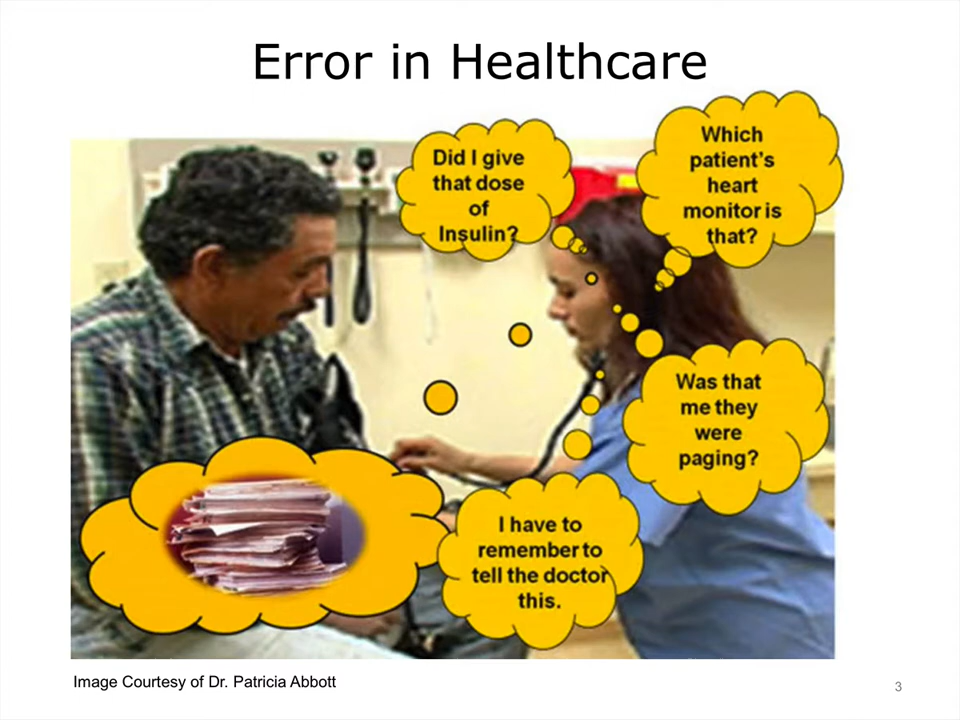 Error in Healthcare
Did I give
that dose
of
Insulin?
Which
patient's
heart
monitor is
that?
Was that
me they
were
paging?
I have to
remember to
tell the doctor
this.
Image Courtesy of Dr. Patricia Abbott
3